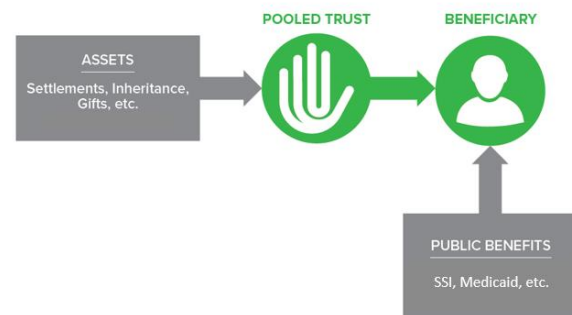 POOLED TRUST
BENEFICIARY
ASSETS
Settlements, Inheritance,
Gifts, etc.
PUBLIC BENEFITS
SSI, Medicaid, etc.